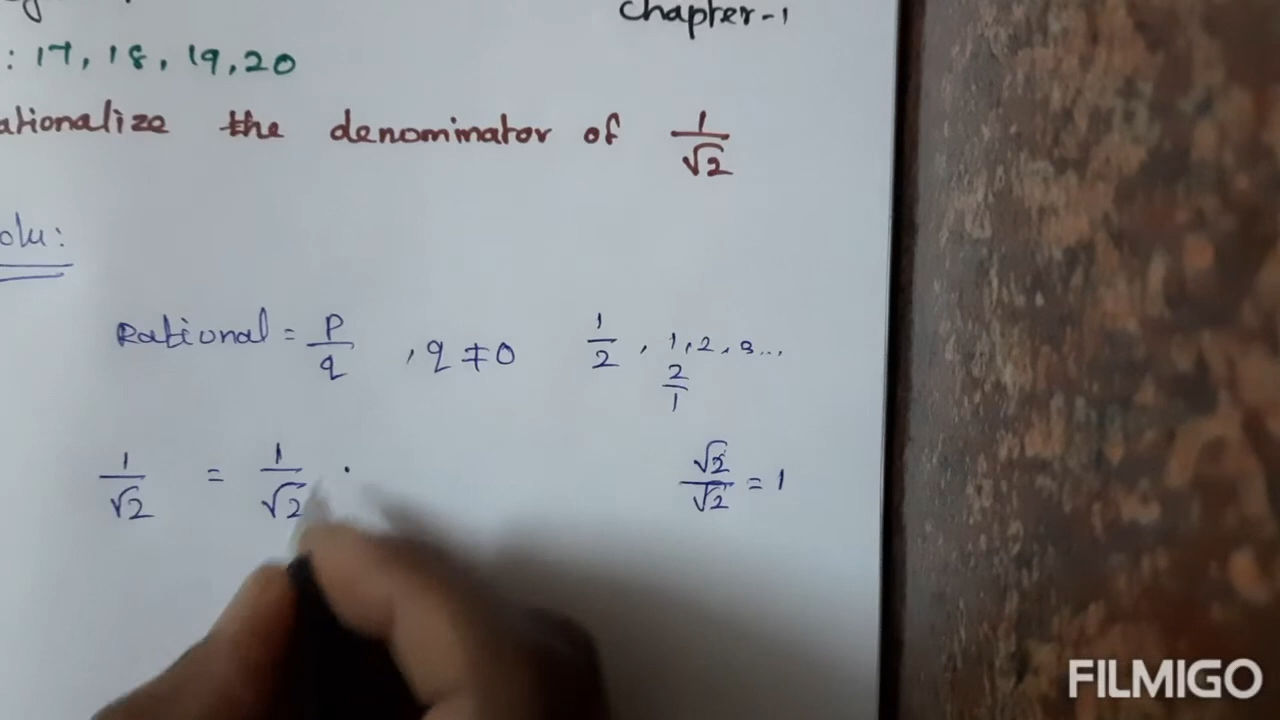 Chapter-1
: 17, 18, 19, 20
ationalize the denominator of 1/√2
olu:
Rational = p/q , q ≠ 0 1/2 , 1, 2, 3...
2/1
1/√2 = 1/√2 · √2/√2 = 1
FILMIGO